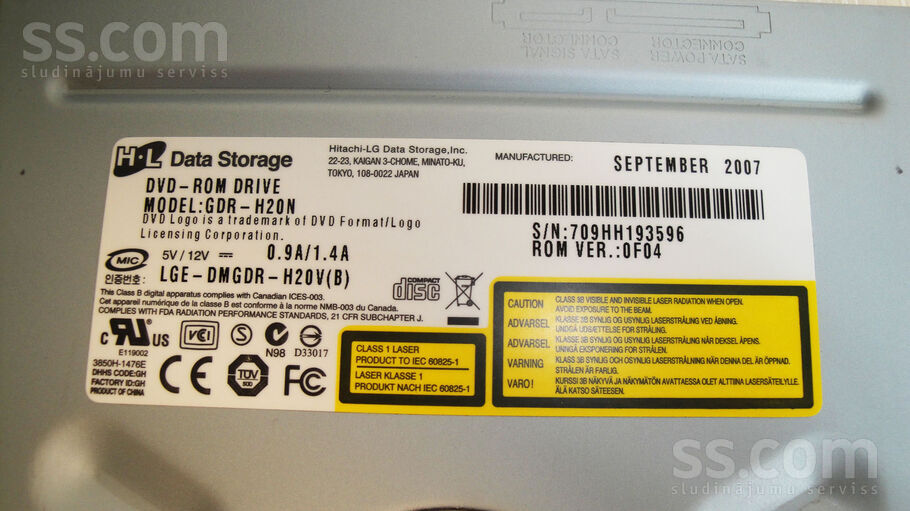 ss.com
sludinājumu serviss
SATA SIGNAL CONNECTOR
SATA POWER CONNECTOR
H·L Data Storage
Hitachi-LG Data Storage,Inc.
22-23, KAIGAN 3-CHOME, MINATO-KU,
TOKYO, 108-0022 JAPAN
MANUFACTURED: SEPTEMBER 2007
DVD-ROM DRIVE
MODEL:GDR-H20N
DVD Logo is a trademark of DVD Format/Logo
Licensing Corporation.
S/N:709HH193596
ROM VER.:0F04
MIC 5V/12V 0.9A/1.4A
인증번호: LGE-DMGDR-H20V(B)
COMPACT
disc
This Class B digital apparatus complies with Canadian ICES-003.
Cet appareil numérique de la classe B est conforme à la norme NMB-003 du Canada.
COMPLIES WITH FDA RADIATION PERFORMANCE STANDARDS, 21 CFR SUBCHAPTER J.
C UR US
E119002
VCI
S
N
N98
D33017
3850H-1476E
DHHS CODE:GH
FACTORY ID:GH
PRODUCT OF CHINA
CE
TÜV
FC
CLASS 1 LASER
PRODUCT TO IEC 60825-1
LASER KLASSE 1
PRODUKT NACH IEC 60825-1
CAUTION CLASS 3B VISIBLE AND INVISIBLE LASER RADIATION WHEN OPEN.
AVOID EXPOSURE TO THE BEAM.
ADVARSEL KLASSE 3B SYNLIG OG USYNLIG LASERSTRÅLING VED ÅBNING.
UNDGÅ UDSÆTTELSE FOR STRÅLING.
ADVARSEL KLASSE 3B SYNLIG OG USYNLIG LASERSTRÅLING NÅR DEKSEL ÅPNES.
UNNGÅ EKSPONERING FOR STRÅLEN.
VARNING KLASS 3B SYNLIG OCH OSYNLIG LASERSTRÅLNING NÄR DENNA DEL ÄR ÖPPNAD.
STRÅLEN ÄR FARLIG.
VARO! KURSSI 3B NÄKYVÄ JA NÄKYMÄTÖN AVATTAESSA OLET ALTTIINA LASERSÄTEILYLLE.
ÄLÄ KATSO SÄTEESEEN.
ss.com
sludinājumu serviss